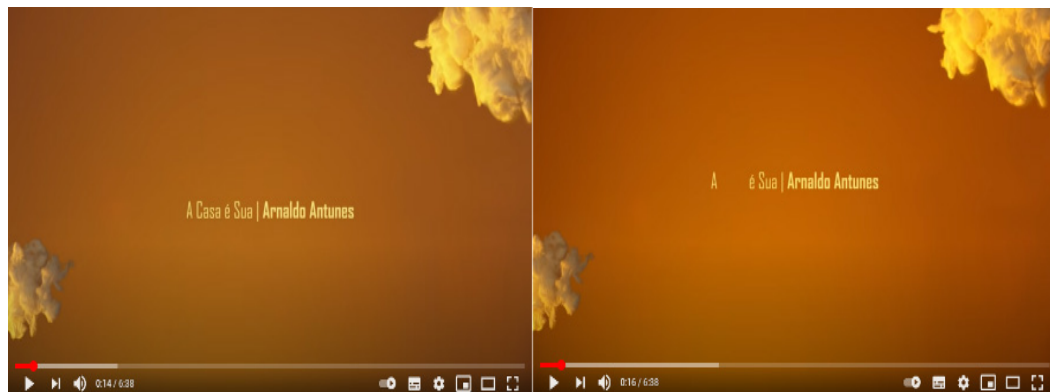 A Casa é Sua | Arnaldo Antunes
0:14 / 6:38
A é Sua | Arnaldo Antunes
0:16 / 6:38